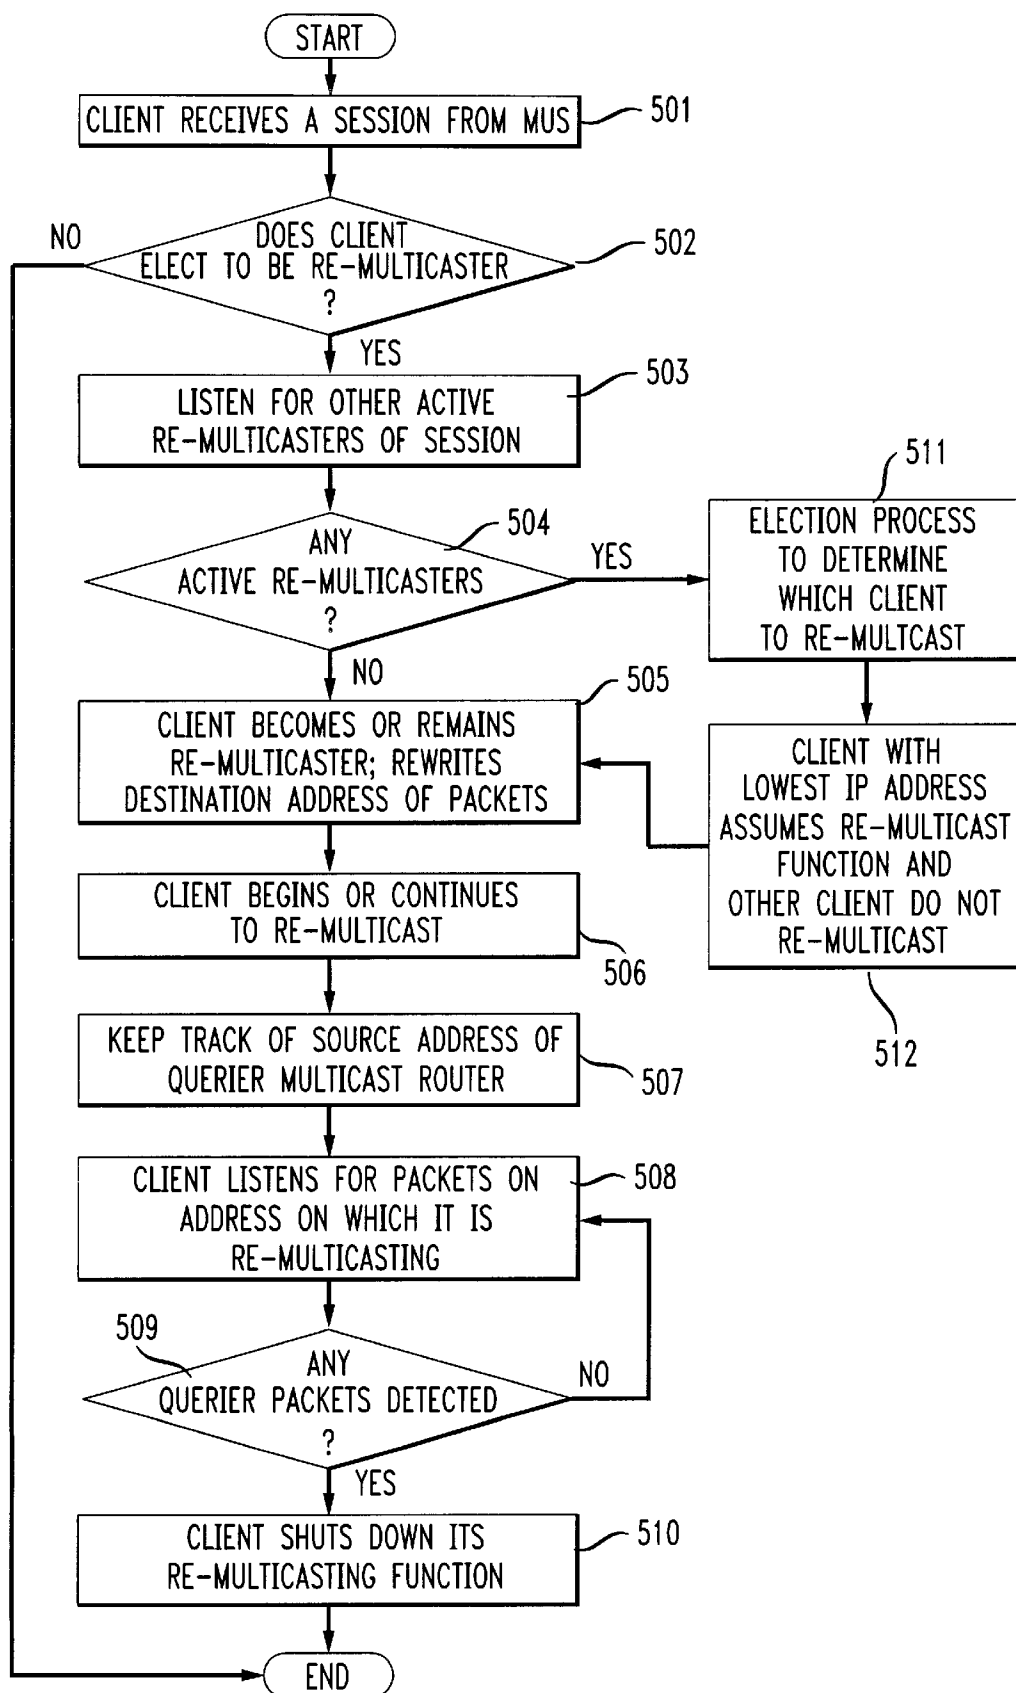 START
CLIENT RECEIVES A SESSION FROM MUS
501
DOES CLIENT
ELECT TO BE RE-MULTICASTER
?
502
NO
YES
LISTEN FOR OTHER ACTIVE
RE-MULTICASTERS OF SESSION
503
ANY
ACTIVE RE-MULTICASTERS
?
504
YES
NO
511
ELECTION PROCESS
TO DETERMINE
WHICH CLIENT
TO RE-MULTCAST
CLIENT WITH
LOWEST IP ADDRESS
ASSUMES RE-MULTICAST
FUNCTION AND
OTHER CLIENT DO NOT
RE-MULTICAST
512
505
CLIENT BECOMES OR REMAINS
RE-MULTICASTER; REWRITES
DESTINATION ADDRESS OF PACKETS
CLIENT BEGINS OR CONTINUES
TO RE-MULTICAST
506
KEEP TRACK OF SOURCE ADDRESS OF
QUERIER MULTICAST ROUTER
507
CLIENT LISTENS FOR PACKETS ON
ADDRESS ON WHICH IT IS
RE-MULTICASTING
508
509
ANY
QUERIER PACKETS DETECTED
?
NO
YES
CLIENT SHUTS DOWN ITS
RE-MULTICASTING FUNCTION
510
END